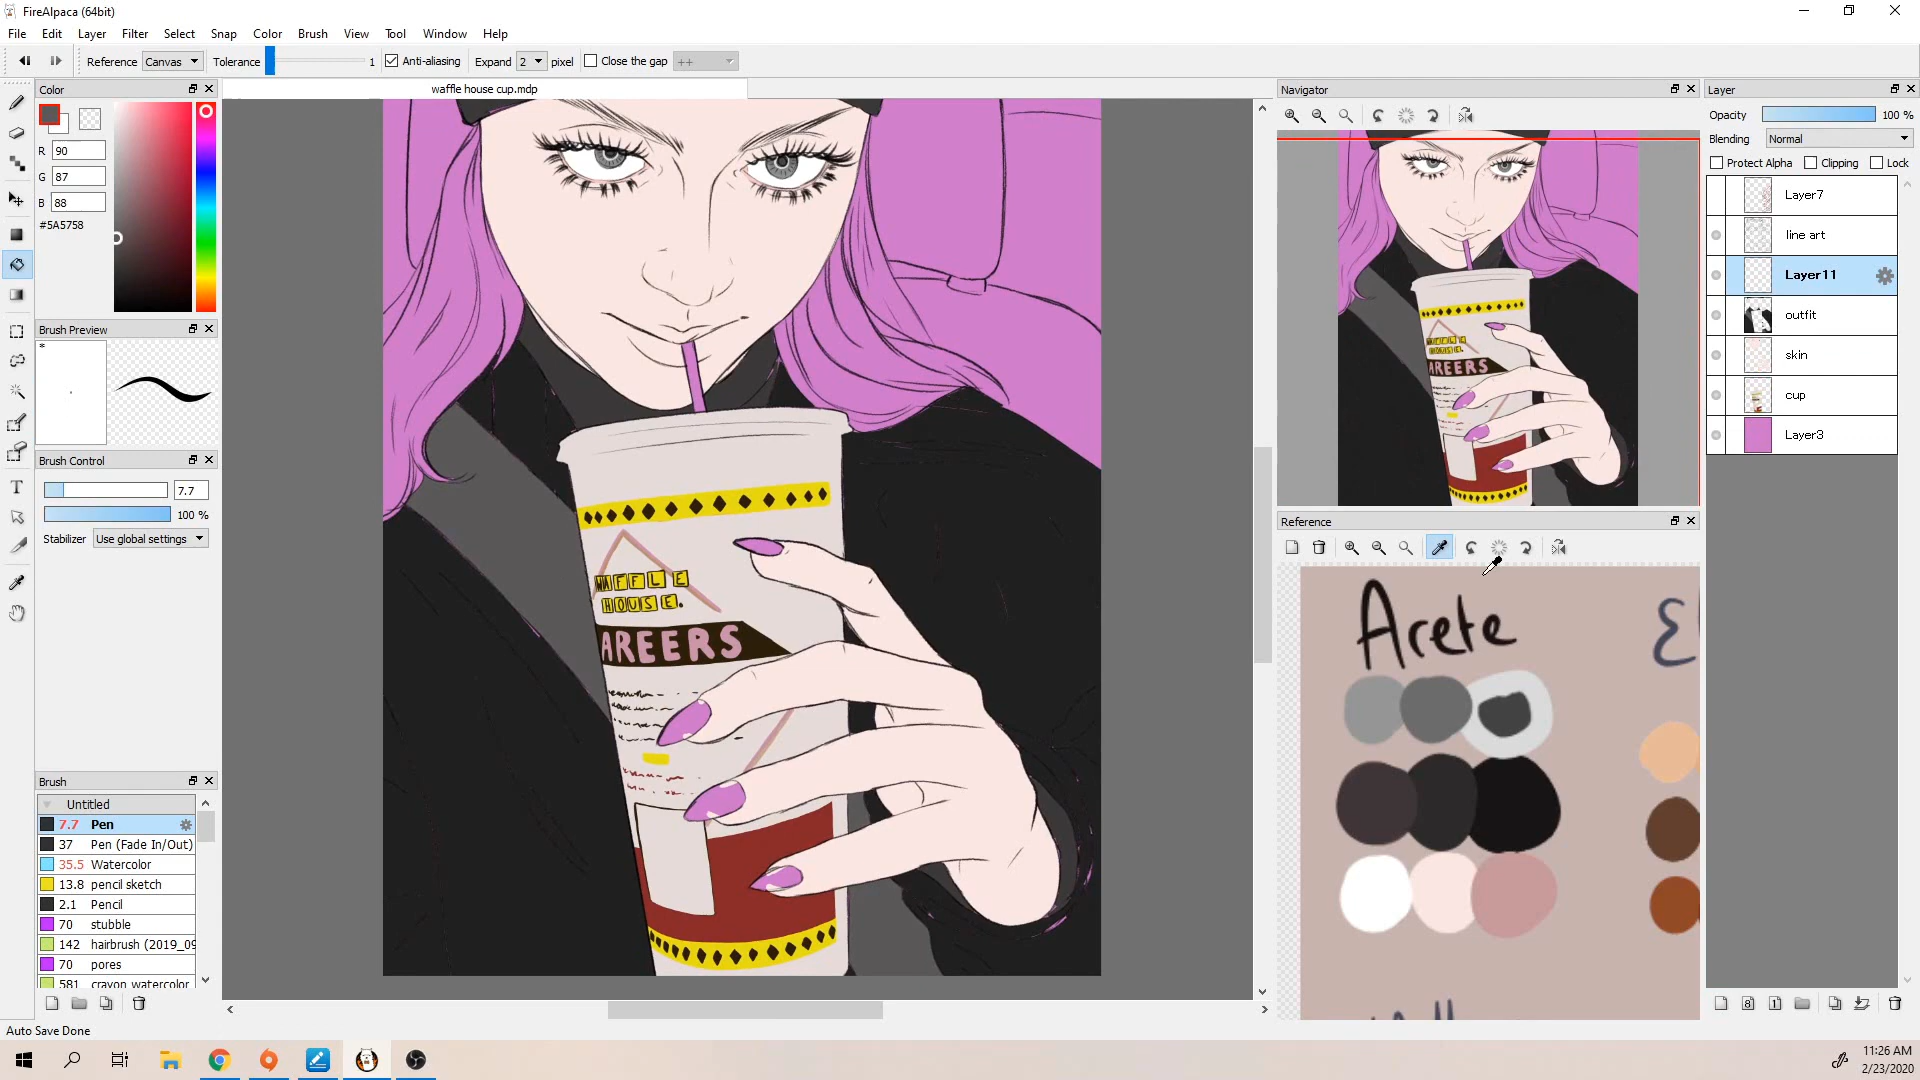 FireAlpaca (64bit)
File Edit Layer Filter Select Snap Color Brush View Tool Window Help
Reference Canvas Tolerance 1 Anti-aliasing Expand 2 pixel Close the gap ++
Color
waffle house cup.mdp
Navigator
Layer
R 90
G 87
B 88
#5A5758
Opacity 100 %
Blending Normal
Protect Alpha Clipping Lock
Layer7
line art
Layer11
outfit
skin
cup
Layer3
Brush Preview
*
Brush Control
7.7
100 %
Stabilizer Use global settings
WAFFLE
HOUSE.
AREERS
Reference
Arete
Brush
Untitled
7.7 Pen
37 Pen (Fade In/Out)
35.5 Watercolor
13.8 pencil sketch
2.1 Pencil
70 stubble
142 hairbrush (2019_09
70 pores
581 crayon watercolor
8
1
Auto Save Done
11:26 AM
2/23/2020